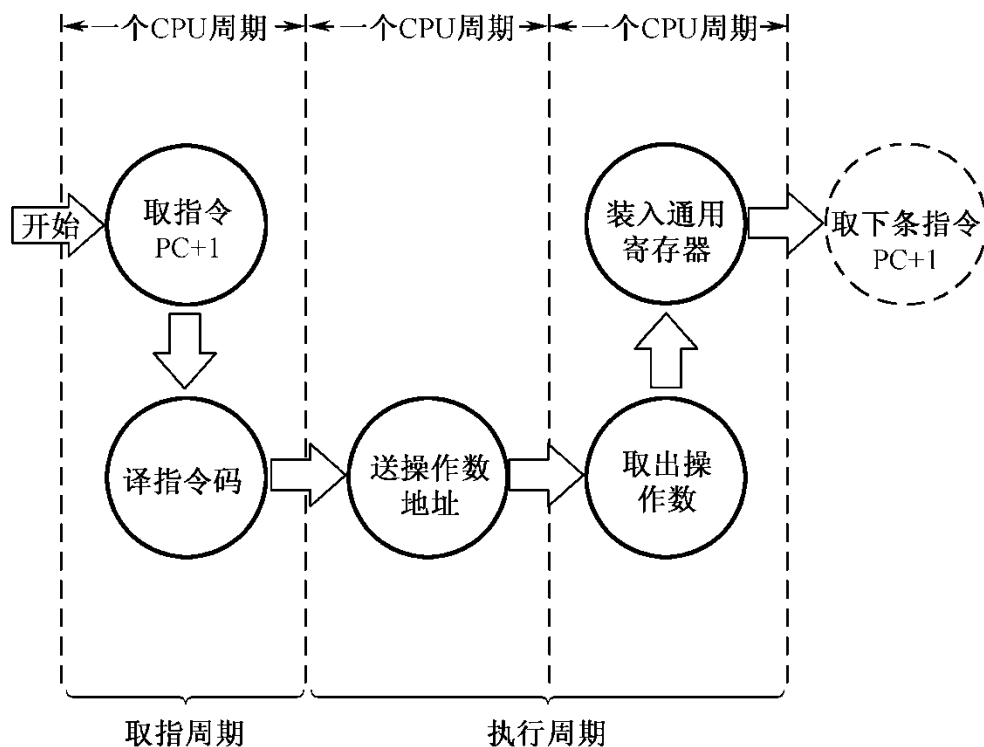 一个CPU周期
一个CPU周期
一个CPU周期
开始
取指令
PC+1
装入通用
寄存器
取下条指令
PC+1
译指令码
送操作数
地址
取出操
作数
取指周期
执行周期